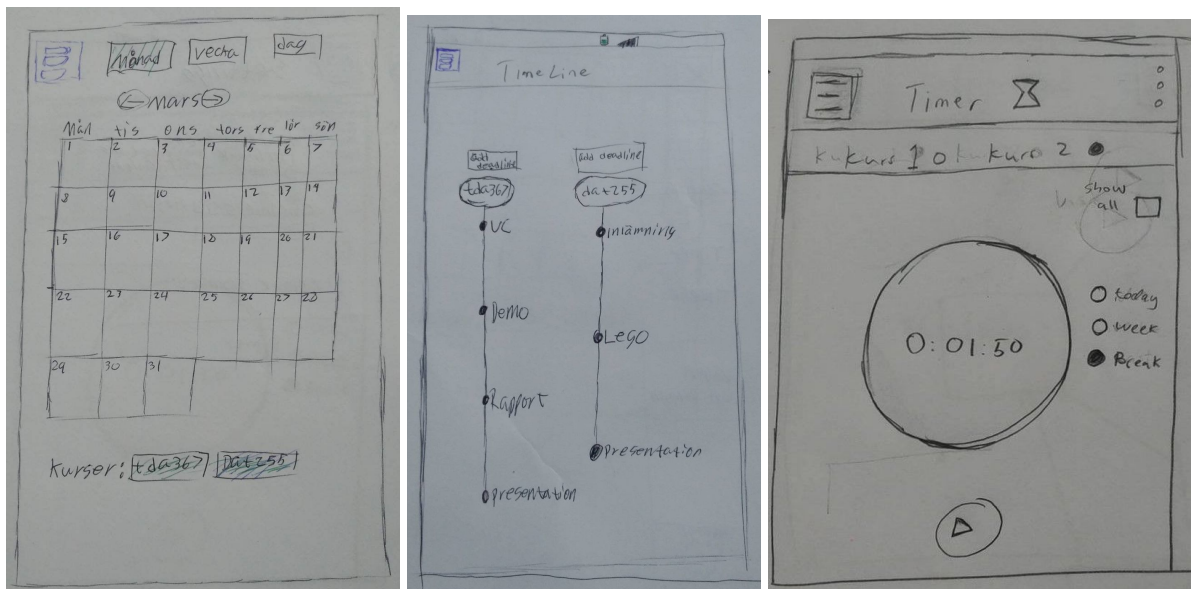 Månad vecka dag
mars
Mån tis ons tors fre lör sön
1 2 3 4 5 6 7
8 9 10 11 12 13 14
15 16 17 18 19 20 21
22 23 24 25 26 27 28
29 30 31
kurser: tda367 Dat255
TimeLine
Add deadline
tda367
VC
Demo
Rapport
presentation
Add deadline
dat255
inlämning
Lego
presentation
Timer
kurs 1 kurs 2
show all
0:01:50
today
week
Break